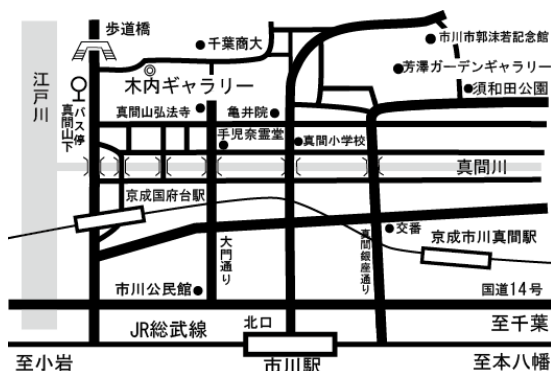 歩道橋
千葉商大
市川市郭沫若記念館
芳澤ガーデンギャラリー
木内ギャラリー
須和田公園
江戸川
バス停
真間山下
真間山弘法寺
亀井院
手児奈霊堂
真間小学校
真間川
京成国府台駅
大門通り
真間銀座通り
交番
京成市川真間駅
市川公民館
国道14号
JR総武線
北口
至千葉
至小岩
市川駅
至本八幡